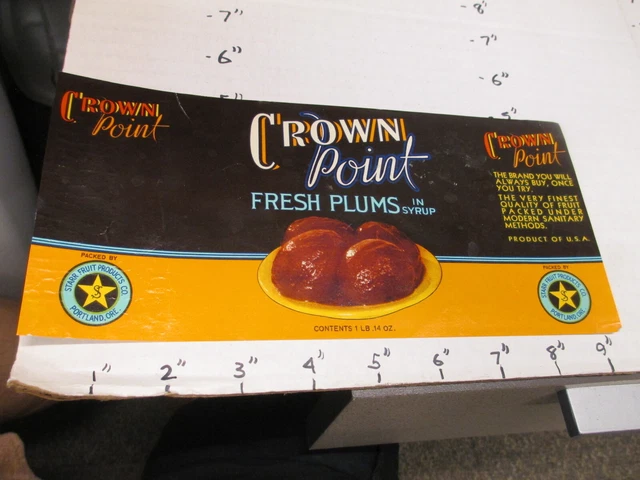 -7"
-8"
-7"
-6"
-6"
5"
CROWN
Point
CROWN
Point
FRESH PLUMS IN SYRUP
CONTENTS 1 LB .14 OZ.
CROWN
Point
THE BRAND YOU WILL
ALWAYS BUY, ONCE
YOU TRY.
THE VERY FINEST
QUALITY OF FRUIT
PACKED UNDER
MODERN SANITARY
METHODS.
PRODUCT OF U.S.A.
PACKED BY
STARR FRUIT PRODUCTS CO.
PORTLAND, ORE.
PACKED BY
STARR FRUIT PRODUCTS CO.
PORTLAND, ORE.
1" 2" 3" 4" 5" 6" 7" 8" 9"